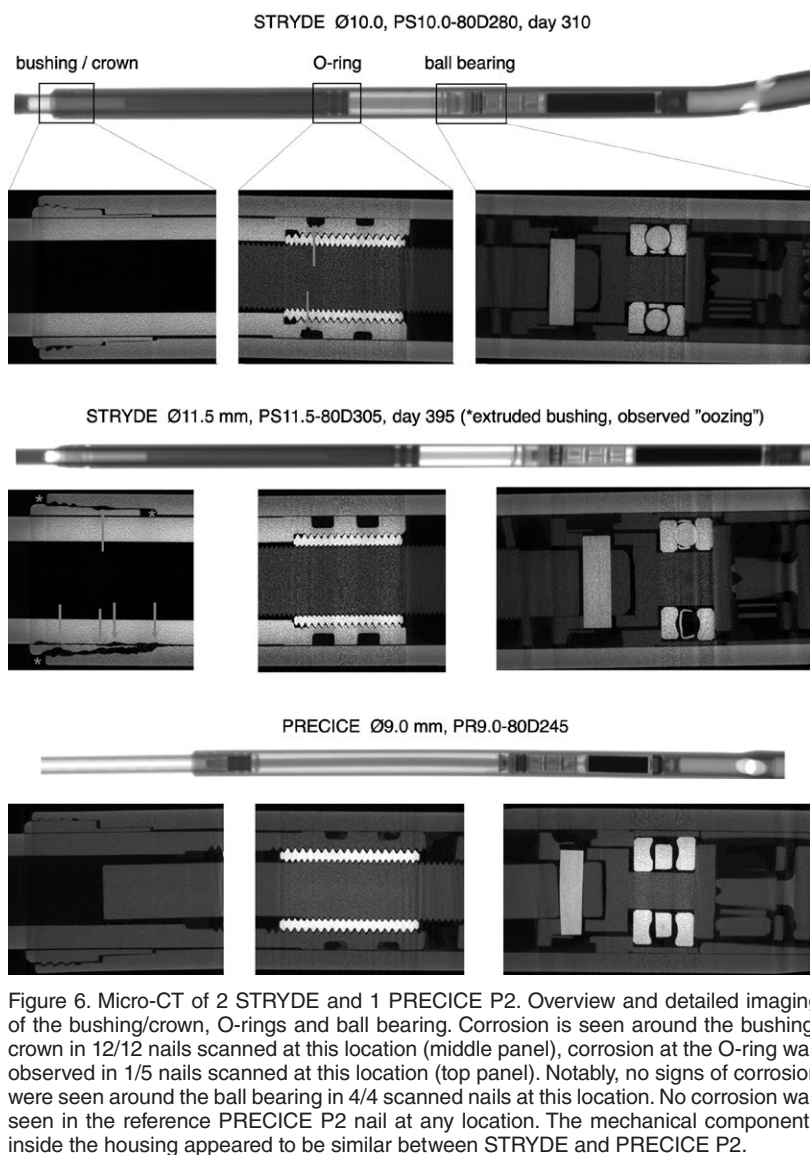 STRYDE Ø10.0, PS10.0-80D280, day 310
bushing / crown O-ring ball bearing
STRYDE Ø11.5 mm, PS11.5-80D305, day 395 (*extruded bushing, observed ”oozing”)
* *
*
PRECICE Ø9.0 mm, PR9.0-80D245
Figure 6. Micro-CT of 2 STRYDE and 1 PRECICE P2. Overview and detailed imaging
of the bushing/crown, O-rings and ball bearing. Corrosion is seen around the bushing/
crown in 12/12 nails scanned at this location (middle panel), corrosion at the O-ring wa
observed in 1/5 nails scanned at this location (top panel). Notably, no signs of corrosion
were seen around the ball bearing in 4/4 scanned nails at this location. No corrosion wa
seen in the reference PRECICE P2 nail at any location. The mechanical component
inside the housing appeared to be similar between STRYDE and PRECICE P2.